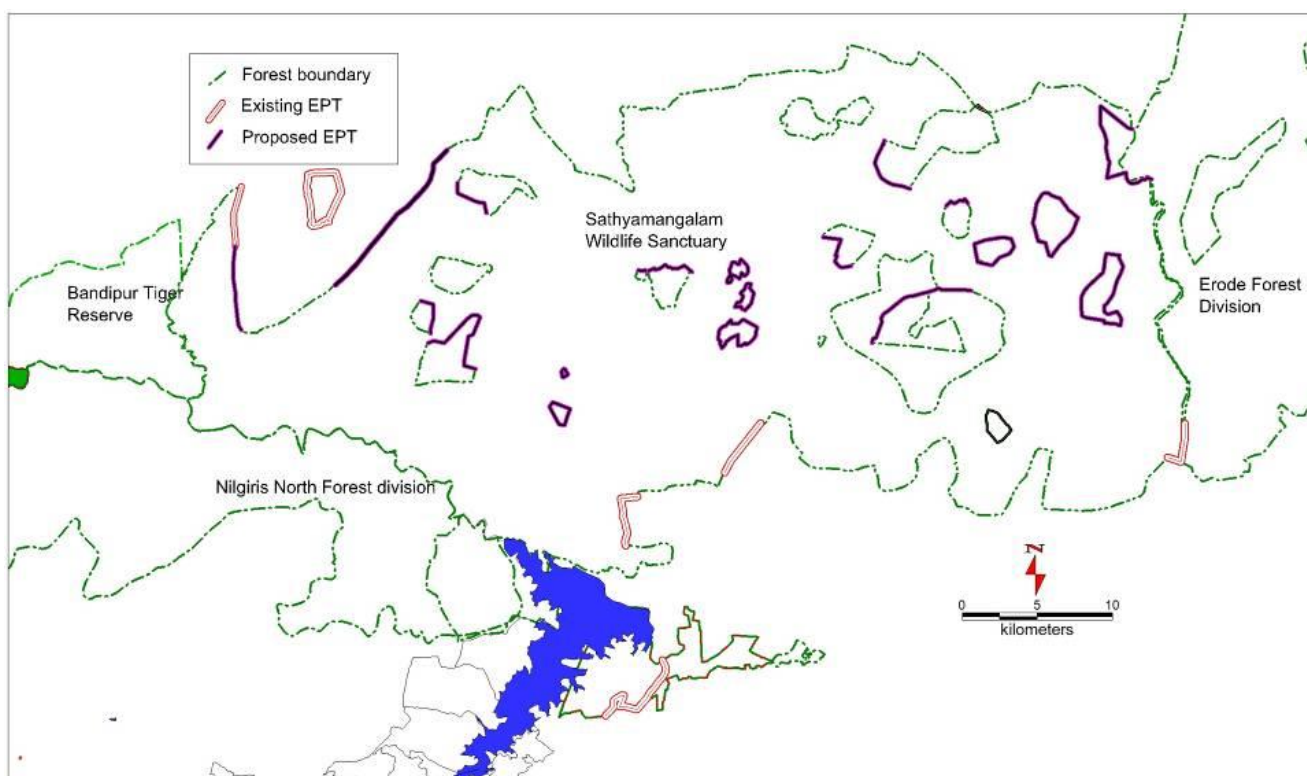 Forest boundary
Existing EPT
Proposed EPT
Sathyamangalam
Wildlife Sanctuary
Bandipur Tiger
Reserve
Erode Forest
Division
Nilgiris North Forest division
N
0 5 10
kilometers